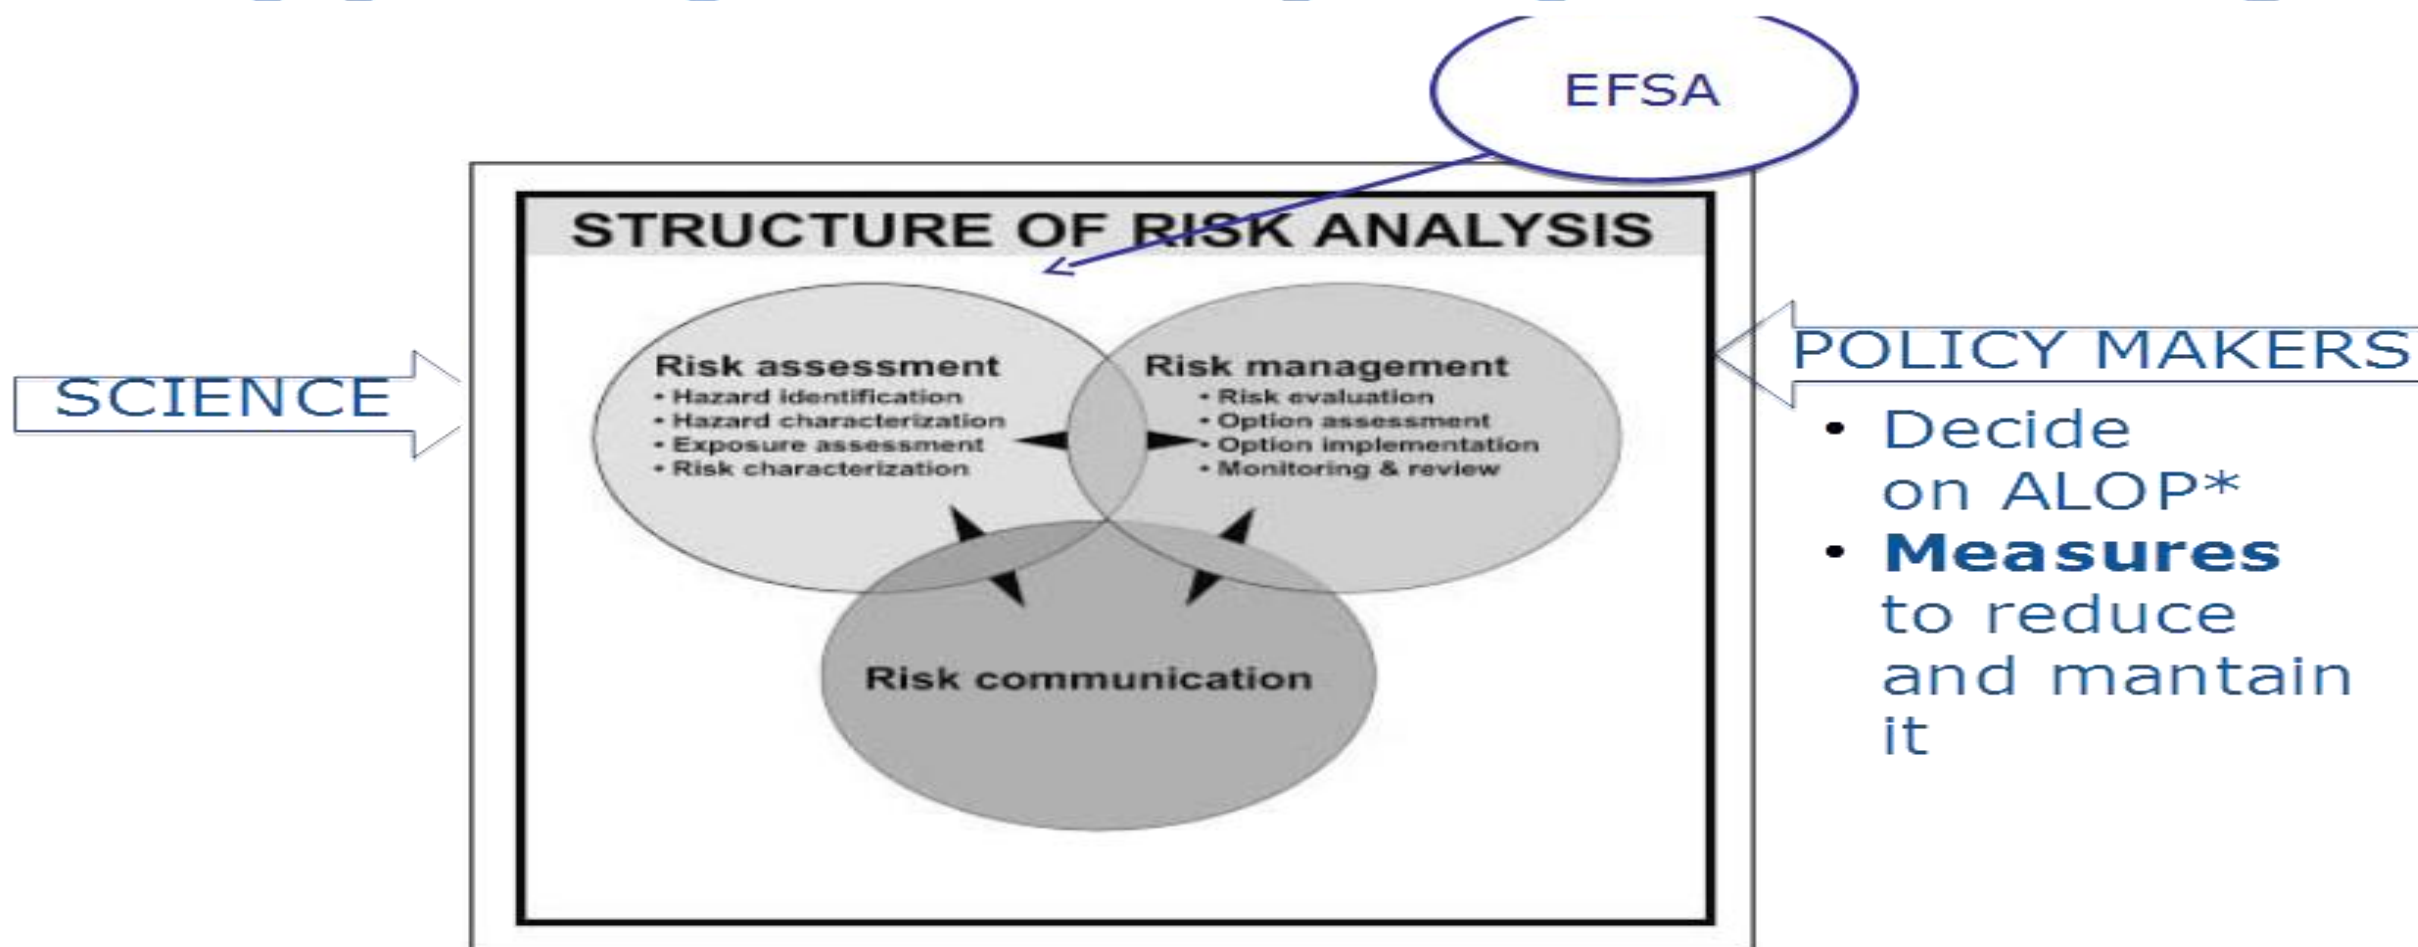 EFSA
STRUCTURE OF RISK ANALYSIS
SCIENCE
Risk assessment
• Hazard identification
• Hazard characterization
• Exposure assessment
• Risk characterization
Risk management
• Risk evaluation
• Option assessment
• Option implementation
• Monitoring & review
Risk communication
POLICY MAKERS
• Decide
on ALOP*
• Measures
to reduce
and mantain
it